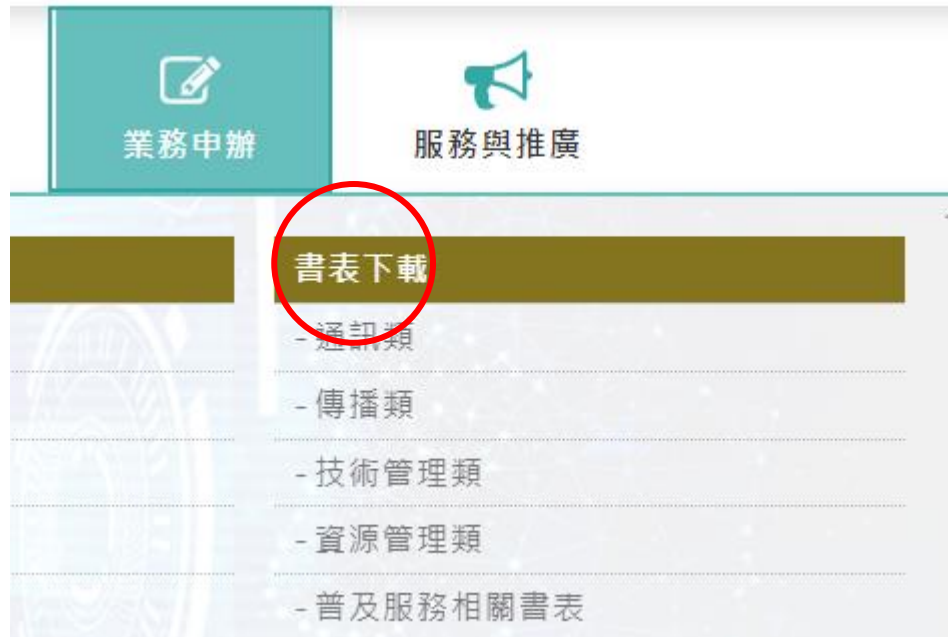 業務申辦
服務與推廣
書表下載
- 通訊類
- 傳播類
- 技術管理類
- 資源管理類
- 普及服務相關書表